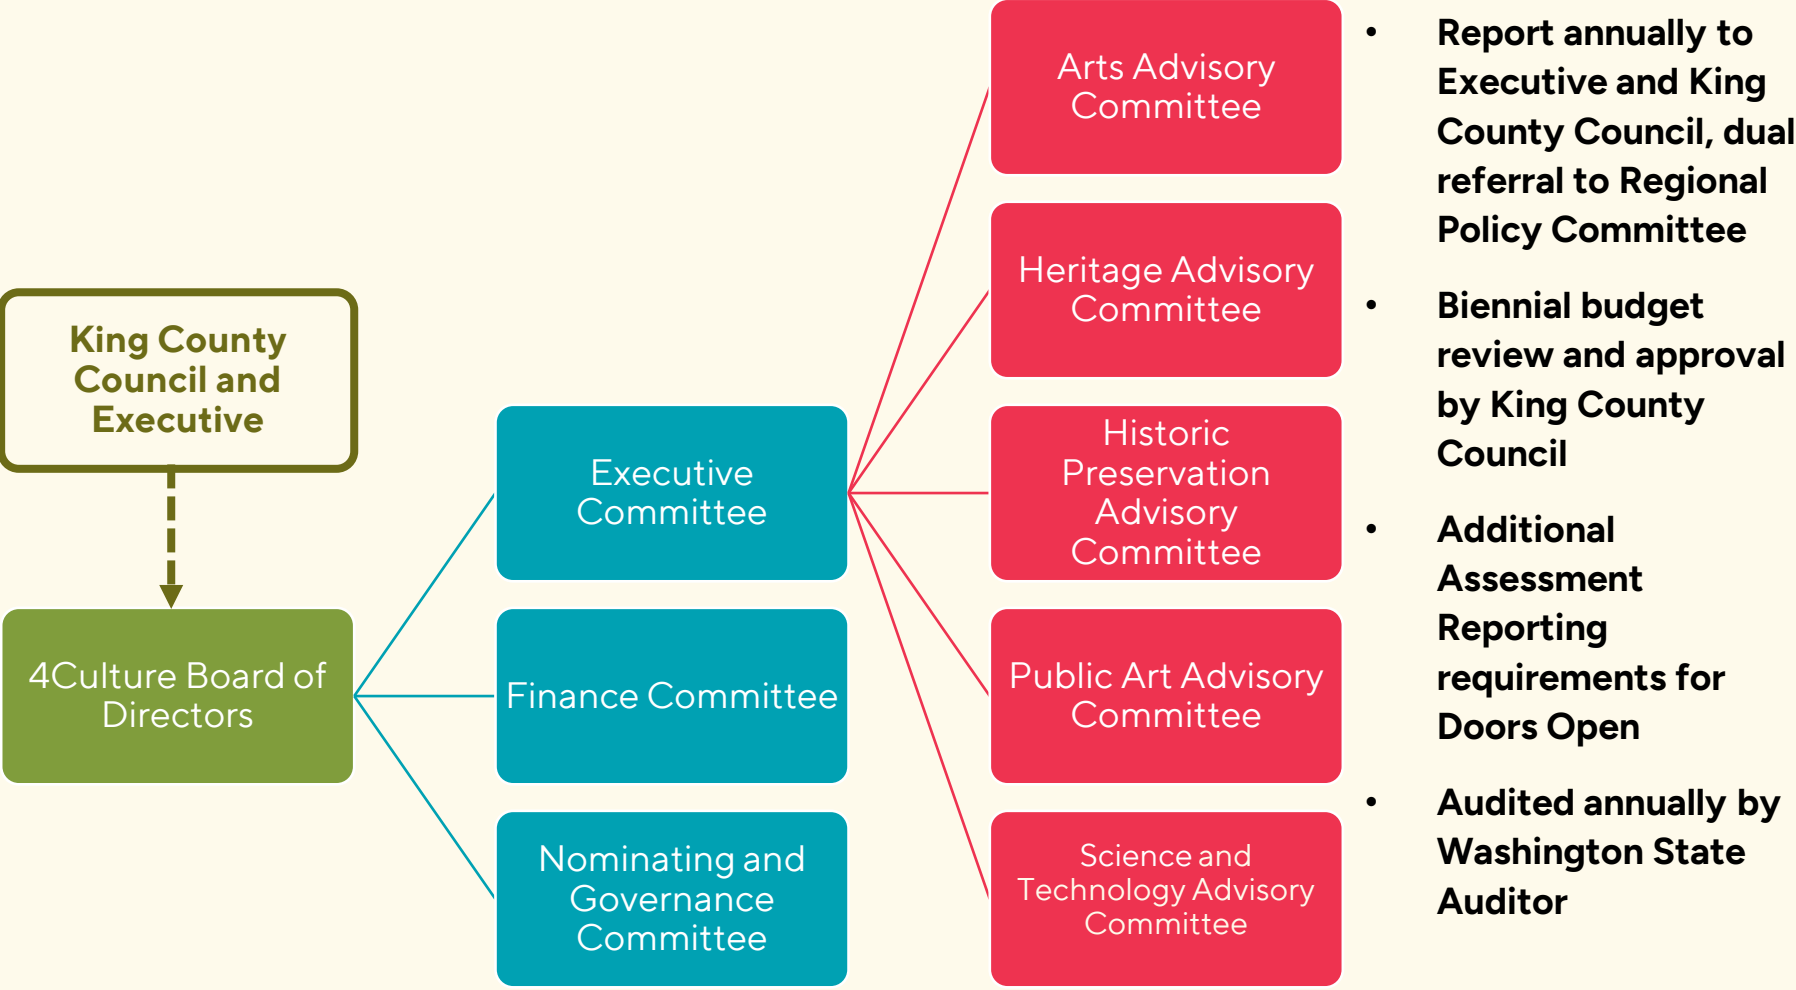 King County
Council and
Executive
4Culture Board of
Directors
Executive
Committee
Finance Committee
Nominating and
Governance
Committee
Arts Advisory
Committee
Heritage Advisory
Committee
Historic
Preservation
Advisory
Committee
Public Art Advisory
Committee
Science and
Technology Advisory
Committee
• Report annually to
Executive and King
County Council, dual
referral to Regional
Policy Committee
• Biennial budget
review and approval
by King County
Council
• Additional
Assessment
Reporting
requirements for
Doors Open
• Audited annually by
Washington State
Auditor